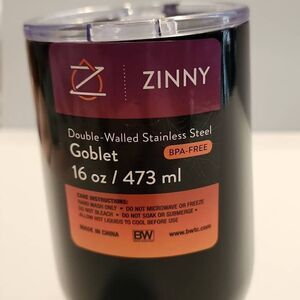 ZINNY
Double-Walled Stainless Steel
Goblet BPA-FREE
16 oz / 473 ml
CARE INSTRUCTIONS:
HAND WASH ONLY • DO NOT MICROWAVE OR FREEZE
DO NOT BLEACH • DO NOT SOAK OR SUBMERGE •
ALLOW HOT LIQUIDS TO COOL BEFORE USE
MADE IN CHINA BW www.bwtc.com